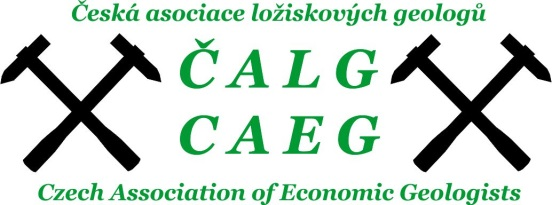 Česká asociace ložiskových geologů
ČALG
CAEG
Czech Association of Economic Geologists